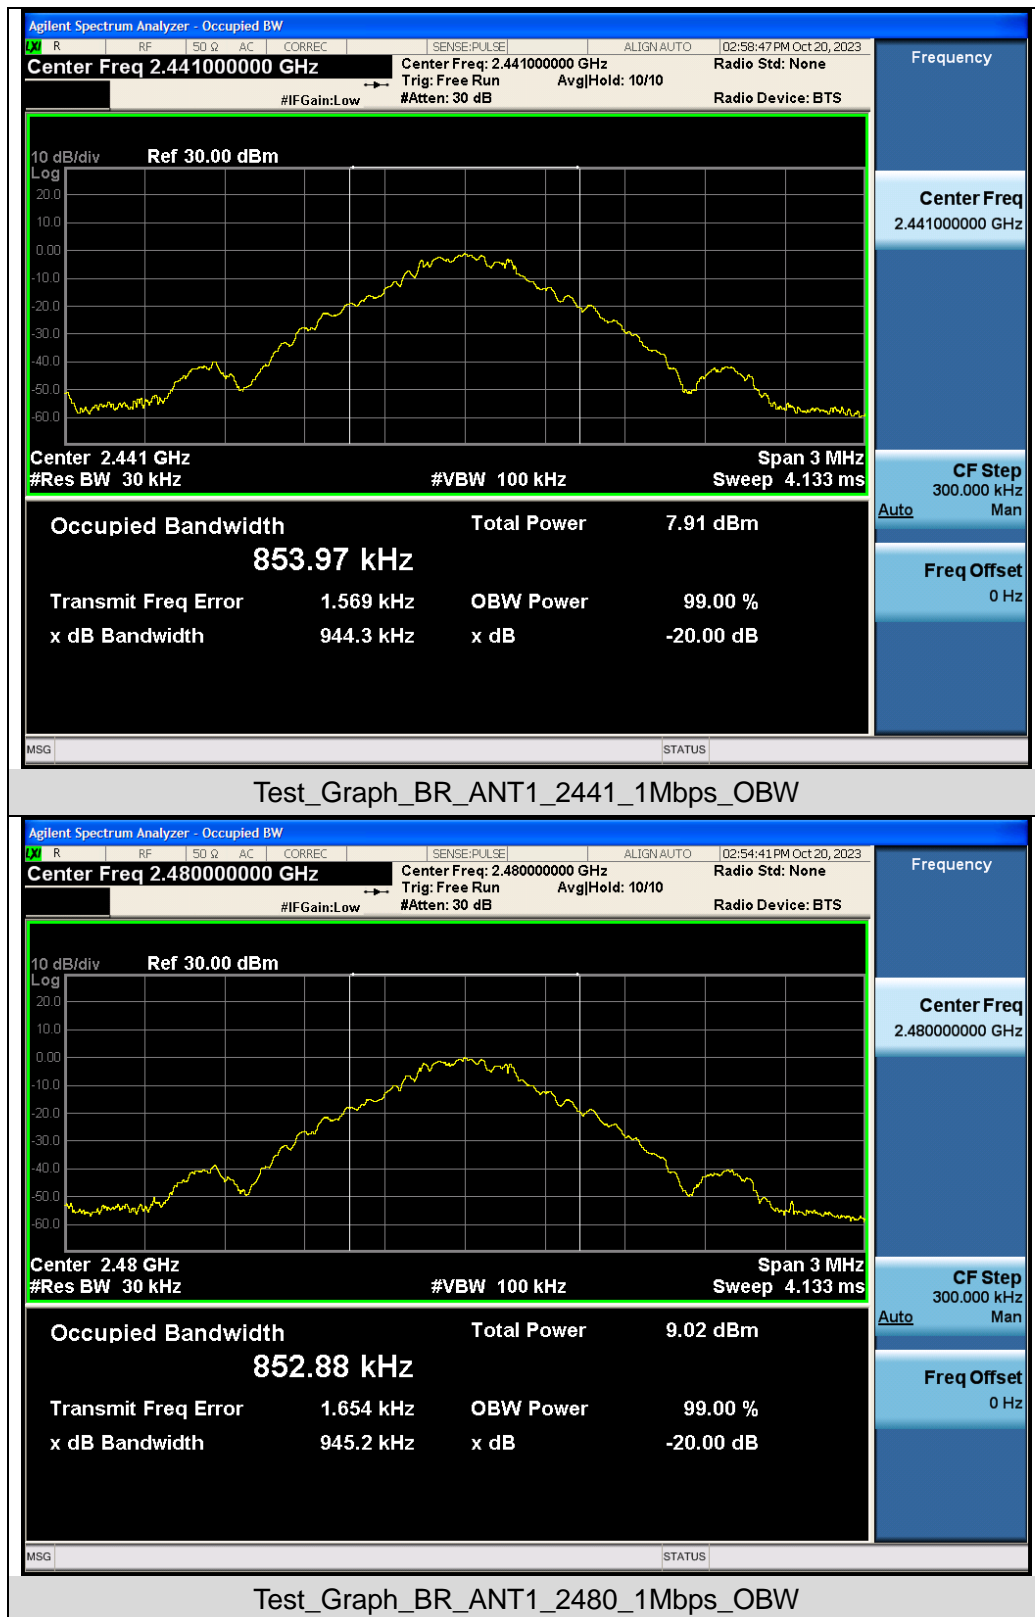 Agilent Spectrum Analyzer - Occupied BW
LXI R RF 50 Ω AC CORREC SENSE:PULSE ALIGN AUTO 02:58:47 PM Oct 20, 2023
Center Freq 2.441000000 GHz
Center Freq: 2.441000000 GHz Radio Std: None
Trig: Free Run Avg|Hold: 10/10
#IFGain:Low #Atten: 30 dB Radio Device: BTS
Frequency
10 dB/div Ref 30.00 dBm
Log
20.0
10.0
0.00
-10.0
-20.0
-30.0
-40.0
-50.0
-60.0
Center Freq
2.441000000 GHz
Center 2.441 GHz Span 3 MHz
#Res BW 30 kHz #VBW 100 kHz Sweep 4.133 ms
CF Step
300.000 kHz
Auto Man
Occupied Bandwidth Total Power 7.91 dBm
853.97 kHz
Transmit Freq Error 1.569 kHz OBW Power 99.00 %
x dB Bandwidth 944.3 kHz x dB -20.00 dB
Freq Offset
0 Hz
MSG STATUS
Test_Graph_BR_ANT1_2441_1Mbps_OBW
Agilent Spectrum Analyzer - Occupied BW
LXI R RF 50 Ω AC CORREC SENSE:PULSE ALIGN AUTO 02:54:41 PM Oct 20, 2023
Center Freq 2.480000000 GHz
Center Freq: 2.480000000 GHz Radio Std: None
Trig: Free Run Avg|Hold: 10/10
#IFGain:Low #Atten: 30 dB Radio Device: BTS
Frequency
10 dB/div Ref 30.00 dBm
Log
20.0
10.0
0.00
-10.0
-20.0
-30.0
-40.0
-50.0
-60.0
Center Freq
2.480000000 GHz
Center 2.48 GHz Span 3 MHz
#Res BW 30 kHz #VBW 100 kHz Sweep 4.133 ms
CF Step
300.000 kHz
Auto Man
Occupied Bandwidth Total Power 9.02 dBm
852.88 kHz
Transmit Freq Error 1.654 kHz OBW Power 99.00 %
x dB Bandwidth 945.2 kHz x dB -20.00 dB
Freq Offset
0 Hz
MSG STATUS
Test_Graph_BR_ANT1_2480_1Mbps_OBW